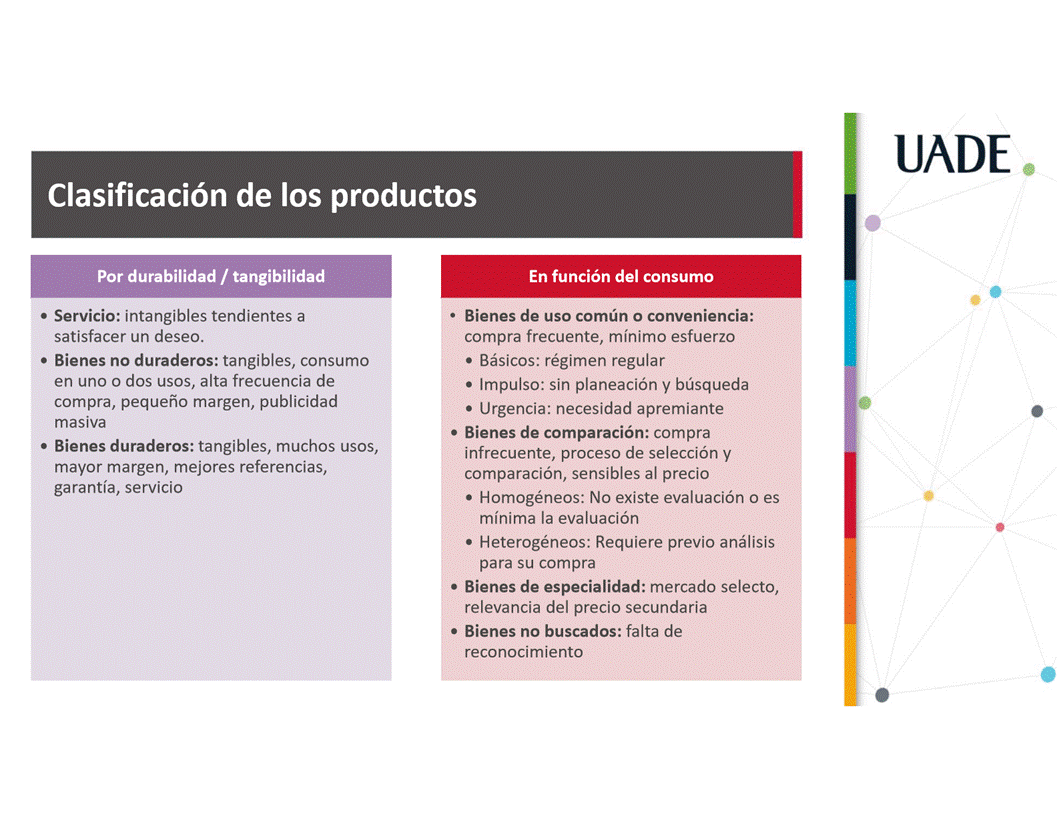 UADE
Clasificación de los productos
Por durabilidad / tangibilidad
• Servicio: intangibles tendientes a
satisfacer un deseo.
• Bienes no duraderos: tangibles, consumo
en uno o dos usos, alta frecuencia de
compra, pequeño margen, publicidad
masiva
• Bienes duraderos: tangibles, muchos usos,
mayor margen, mejores referencias,
garantía, servicio
En función del consumo
• Bienes de uso común o conveniencia:
compra frecuente, mínimo esfuerzo
• Básicos: régimen regular
• Impulso: sin planeación y búsqueda
• Urgencia: necesidad apremiante
• Bienes de comparación: compra
infrecuente, proceso de selección y
comparación, sensibles al precio
• Homogéneos: No existe evaluación o es
mínima la evaluación
• Heterogéneos: Requiere previo análisis
para su compra
• Bienes de especialidad: mercado selecto,
relevancia del precio secundaria
• Bienes no buscados: falta de
reconocimiento